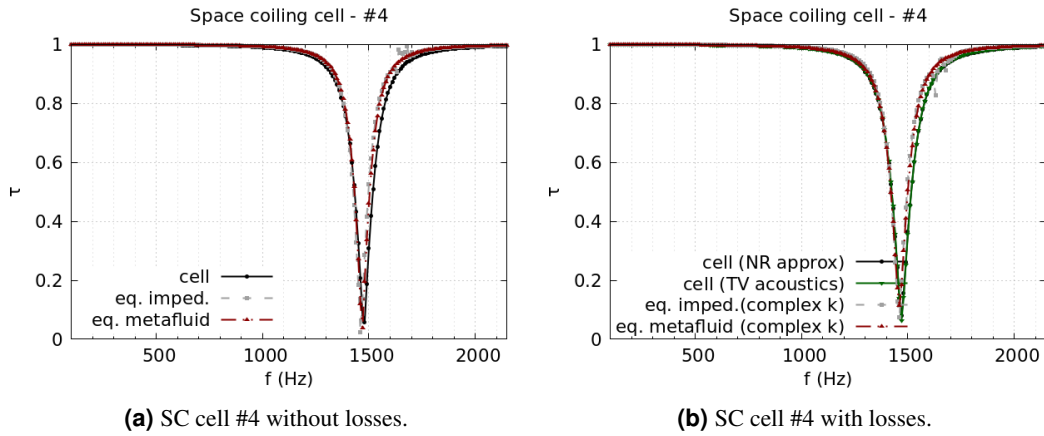 Space coiling cell - #4
1
0.8
0.6
0.4
0.2
0
τ
cell
eq. imped.
eq. metafluid
500
1000
1500
2000
f (Hz)
(a) SC cell #4 without losses.
Space coiling cell - #4
1
0.8
0.6
0.4
0.2
0
τ
cell (NR approx)
cell (TV acoustics)
eq. imped.(complex k)
eq. metafluid (complex k)
500
1000
1500
2000
f (Hz)
(b) SC cell #4 with losses.